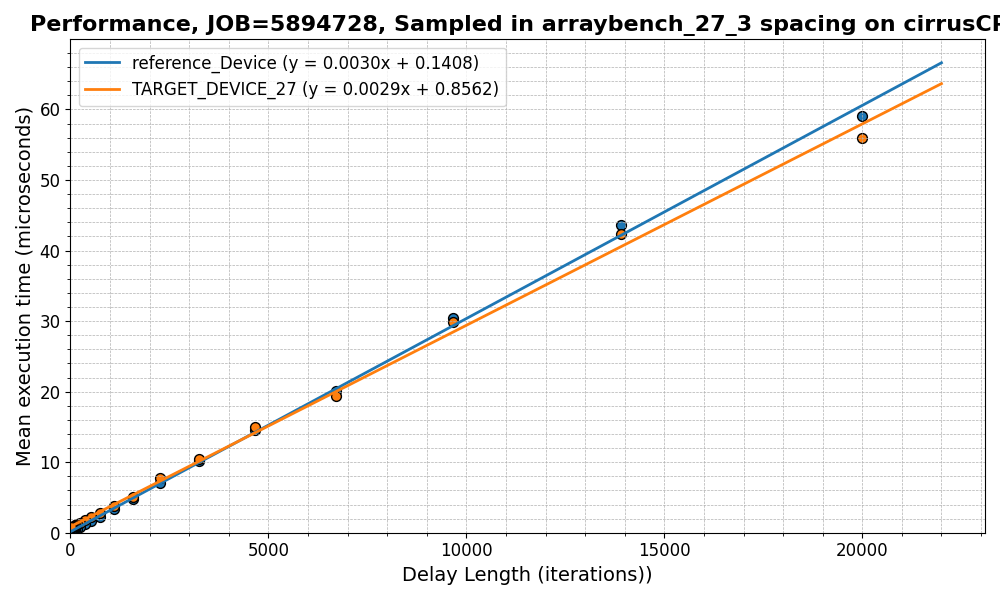 Performance, JOB=5894728, Sampled in arraybench_27_3 spacing on cirrusCP
reference_Device (y = 0.0030x + 0.1408)
TARGET_DEVICE_27 (y = 0.0029x + 0.8562)
Mean execution time (microseconds)
60
50
40
30
20
10
0
0 5000 10000 15000 20000
Delay Length (iterations))